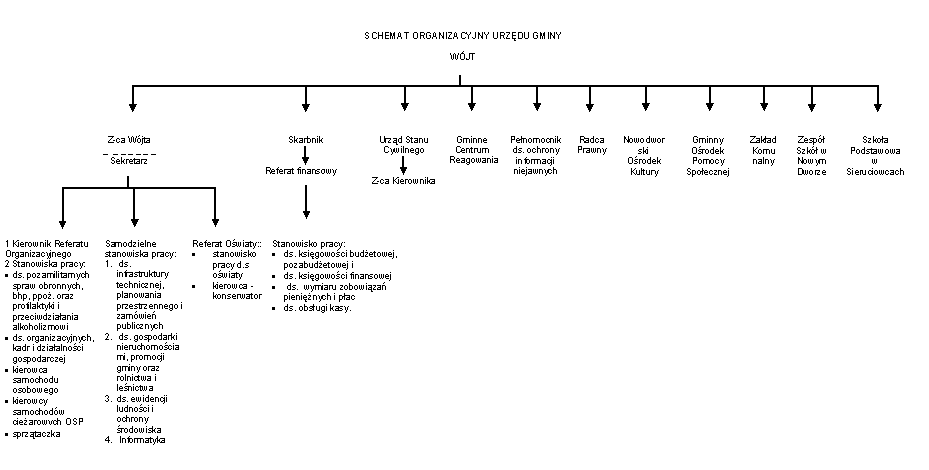 SCHEMAT ORGANIZACYJNY URZĘDU GMINY
WÓJT
Z-ca Wójta
Sekretarz
Skarbnik
Referat finansowy
Urząd Stanu
Cywilnego
Z-ca Kierownika
Gminne
Centrum
Reagowania
Pełnomocnik
ds. ochrony
informacji
niejawnych
Radca
Prawny
Nowodwor
ski
Ośrodek
Kultury
Gminny
Ośrodek
Pomocy
Społecznej
Zakład
Komu
nalny
Zespół
Szkół w
Nowym
Dworze
Szkoła
Podstawowa
w
Sieruciowcach
1 Kierownik Referatu
Organizacyjnego
2 Stanowiska pracy:
• ds. pozamilitarnych
spraw obronnych,
bhp, ppoż. oraz
profilaktyki i
przeciwdziałania
alkoholizmowi
• ds. organizacyjnych,
kadr i działalności
gospodarczej
• kierowca
samochodu
osobowego
• kierowcy
samochodów
ciężarowych OSP
• sprzątaczka
Samodzielne
stanowiska pracy:
1. ds.
infrastruktury
technicznej,
planowania
przestrzennego i
zamówień
publicznych
2. ds. gospodarki
nieruchomościa
mi, promocji
gminy oraz
rolnictwa i
leśnictwa
3. ds. ewidencji
ludności i
ochrony
środowiska
4. Informatyka
Referat Oświaty::
• stanowisko
pracy d.s
oświaty
• kierowca -
konserwator
Stanowisko pracy:
• ds. księgowości budżetowej,
pozabudżetowej i
• ds. księgowości finansowej
• ds. wymiaru zobowiązań
pieniężnych i płac
• ds. obsługi kasy.